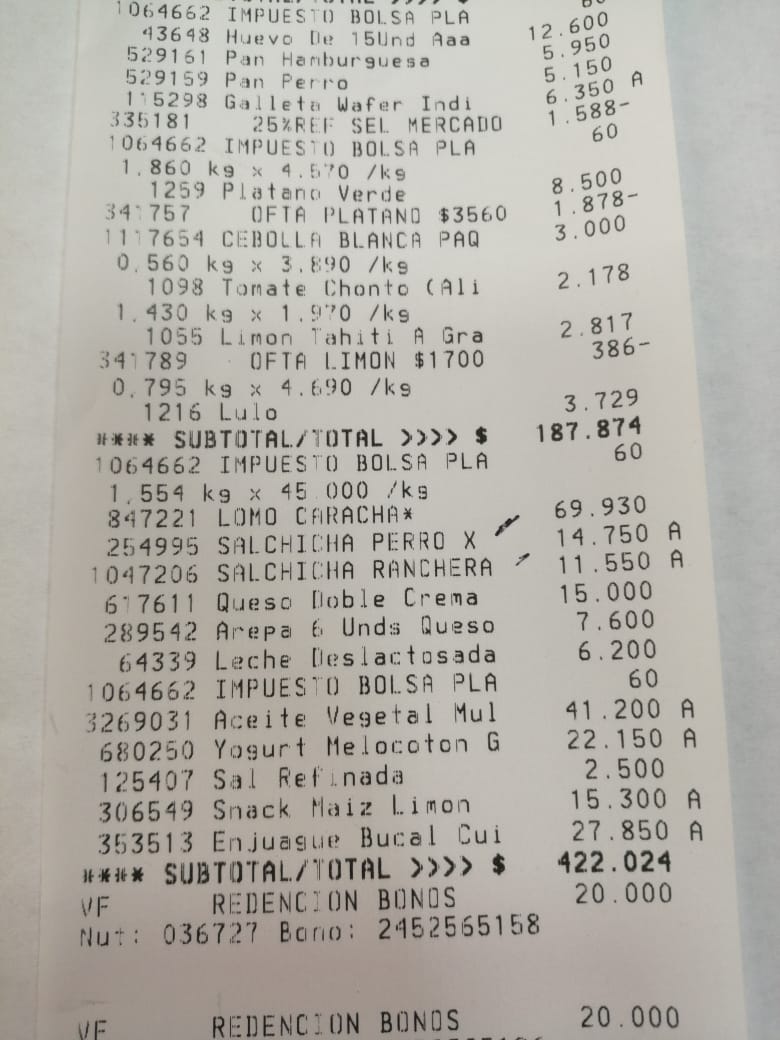 1064662 IMPUESTO BOLSA PLA
43648 Huevo De 15Und Aaa 12.600
529161 Pan Hamburguesa 5.950
529159 Pan Perro 5.150
115298 Galleta Wafer Indi 6.350 A
335181 25%REF SEL MERCADO 1.588-
1064662 IMPUESTO BOLSA PLA 60
1.860 kg x 4.570 /kg
1259 Platano Verde 8.500
341757 OFTA PLATANO $3560 1.878-
1117654 CEBOLLA BLANCA PAQ 3.000
0.560 kg x 3.890 /kg
1098 Tomate Chonto (Ali 2.178
1.430 kg x 1.970 /kg
1055 Limon Tahiti A Gra 2.817
341789 OFTA LIMON $1700 386-
0.795 kg x 4.690 /kg
1216 Lulo 3.729
**** SUBTOTAL/TOTAL >>>> $ 187.874
1064662 IMPUESTO BOLSA PLA 60
1.554 kg x 45.000 /kg
847221 LOMO CARACHA* 69.930
254995 SALCHICHA PERRO X 14.750 A
1047206 SALCHICHA RANCHERA 11.550 A
617611 Queso Doble Crema 15.000
289542 Arepa 6 Unds Queso 7.600
64339 Leche Deslactosada 6.200
1064662 IMPUESTO BOLSA PLA 60
3269031 Aceite Vegetal Mul 41.200 A
680250 Yogurt Melocoton G 22.150 A
125407 Sal Refinada 2.500
306549 Snack Maiz Limon 15.300 A
353513 Enjuague Bucal Cui 27.850 A
**** SUBTOTAL/TOTAL >>>> $ 422.024
VF REDENCION BONOS 20.000
Nut: 036727 Bono: 2452565158
VF REDENCION BONOS 20.000